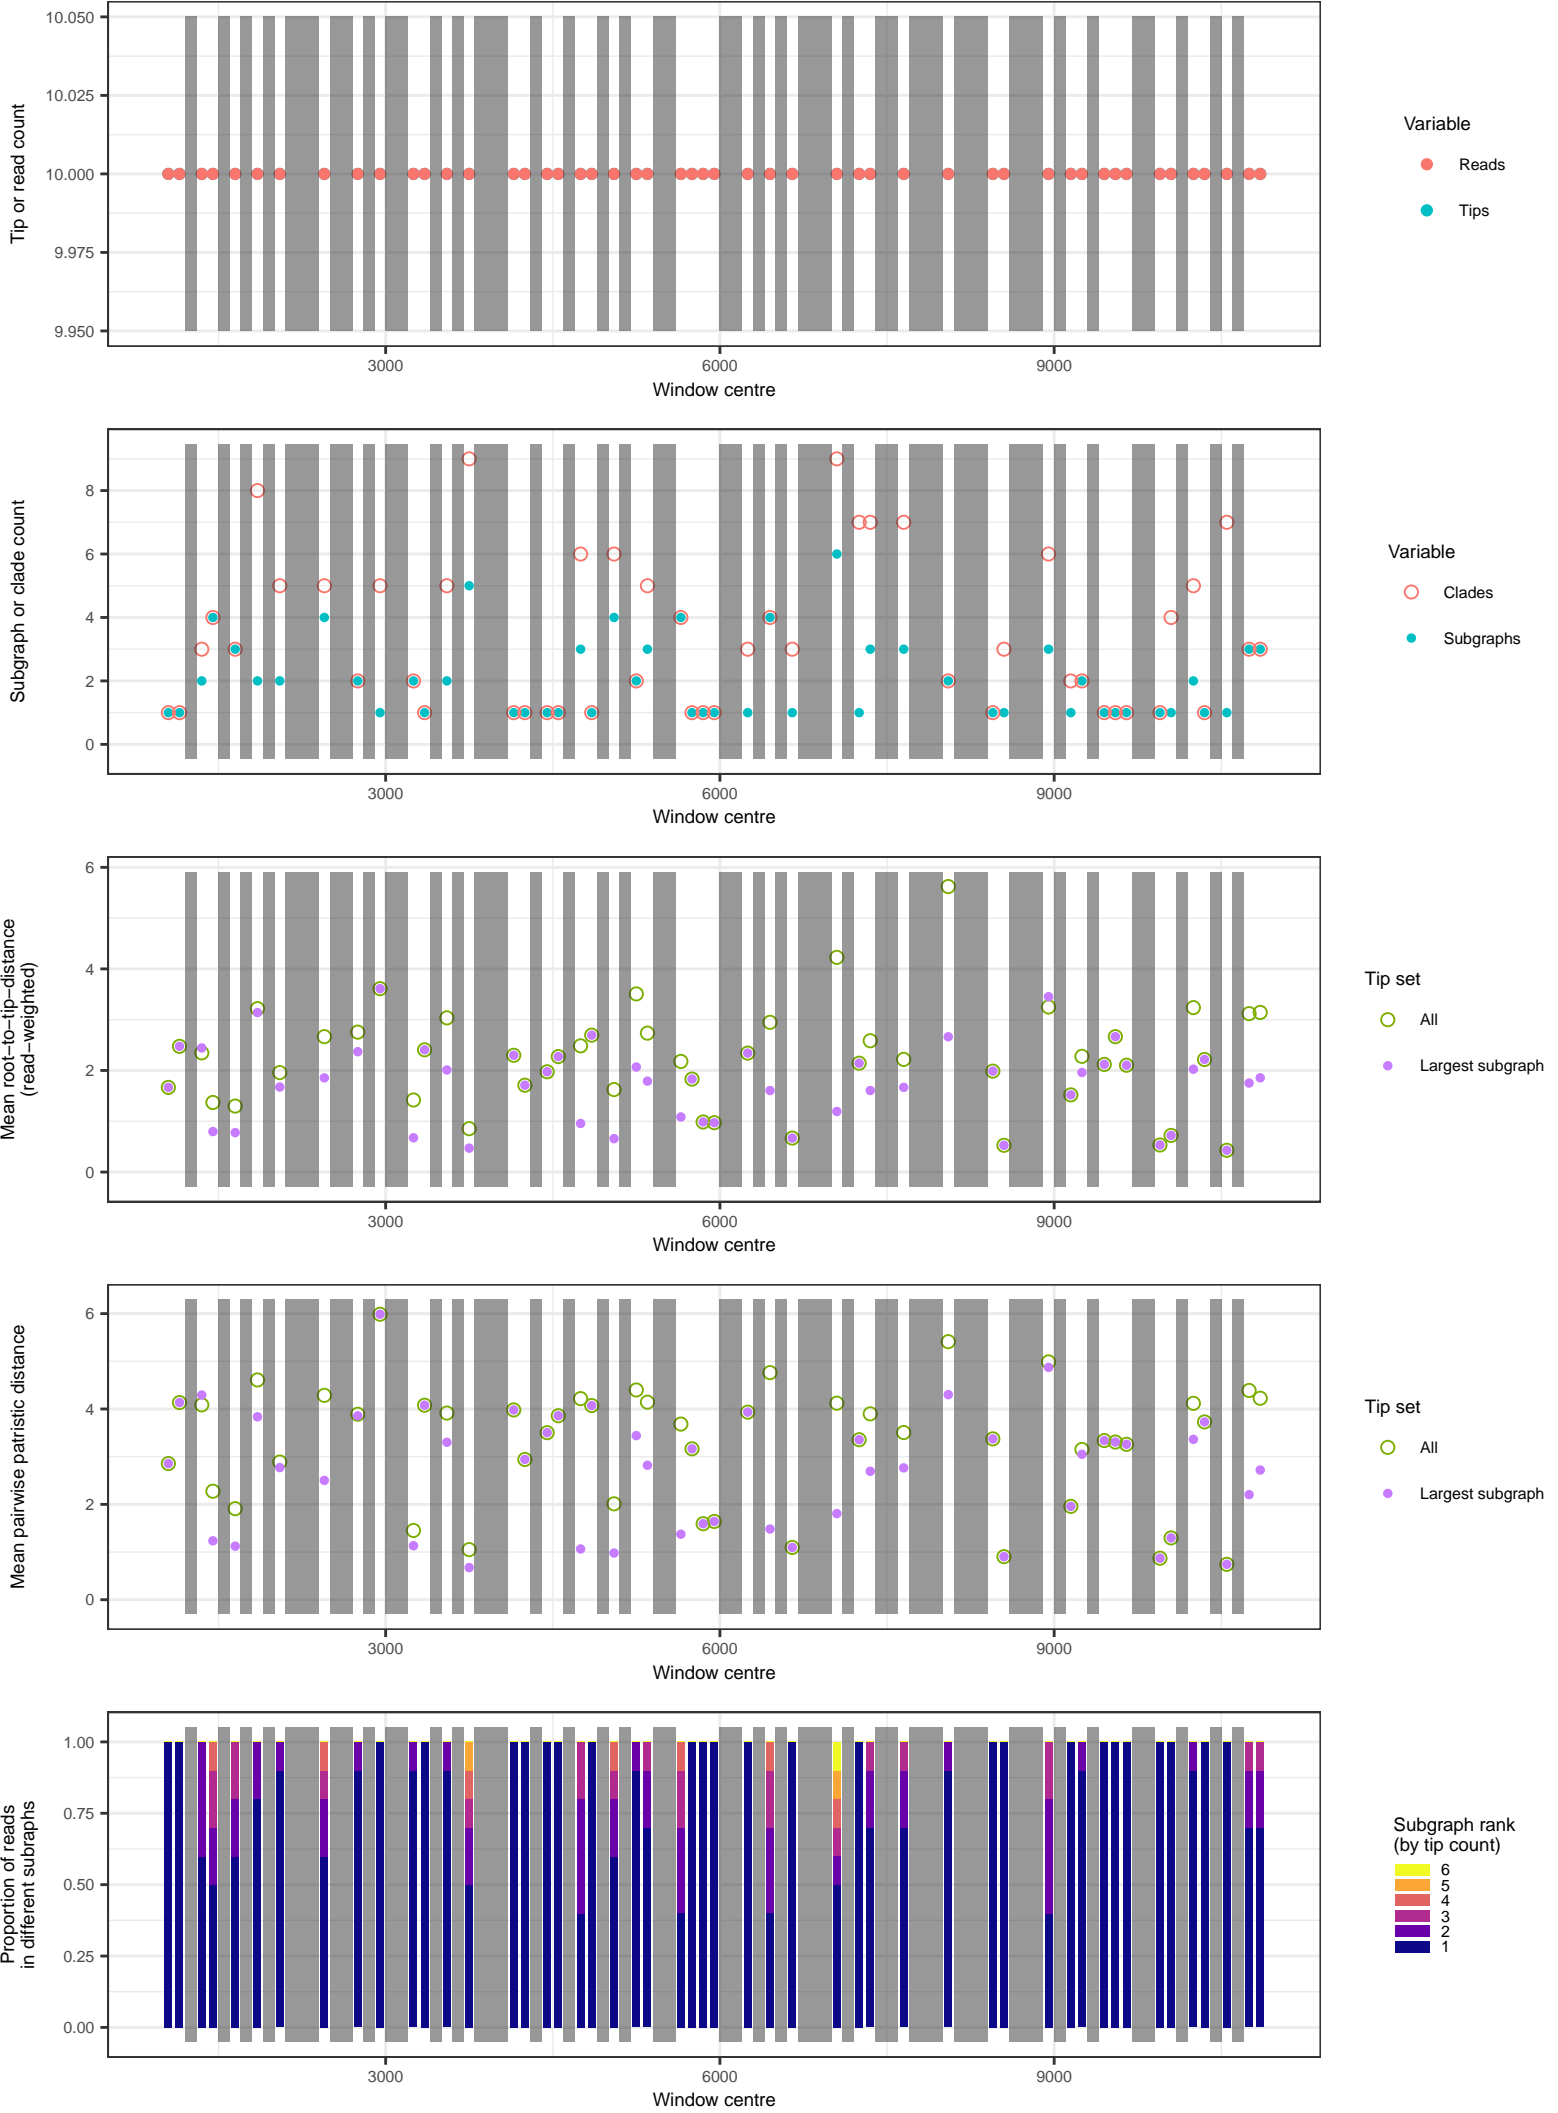 10.050
10.025
10.000
9.975
9.950
Tip or read count
3000
6000
9000
Window centre
Variable
Reads
Tips
8
6
4
2
0
Subgraph or clade count
3000
6000
9000
Window centre
Variable
Clades
Subgraphs
6
4
2
0
Mean root−to−tip−distance
(read−weighted)
3000
6000
9000
Window centre
Tip set
All
Largest subgraph
6
4
2
0
Mean pairwise patristic distance
3000
6000
9000
Window centre
Tip set
All
Largest subgraph
1.00
0.75
0.50
0.25
0.00
Proportion of reads
in different subraphs
3000
6000
9000
Window centre
Subgraph rank
(by tip count)
6
5
4
3
2
1